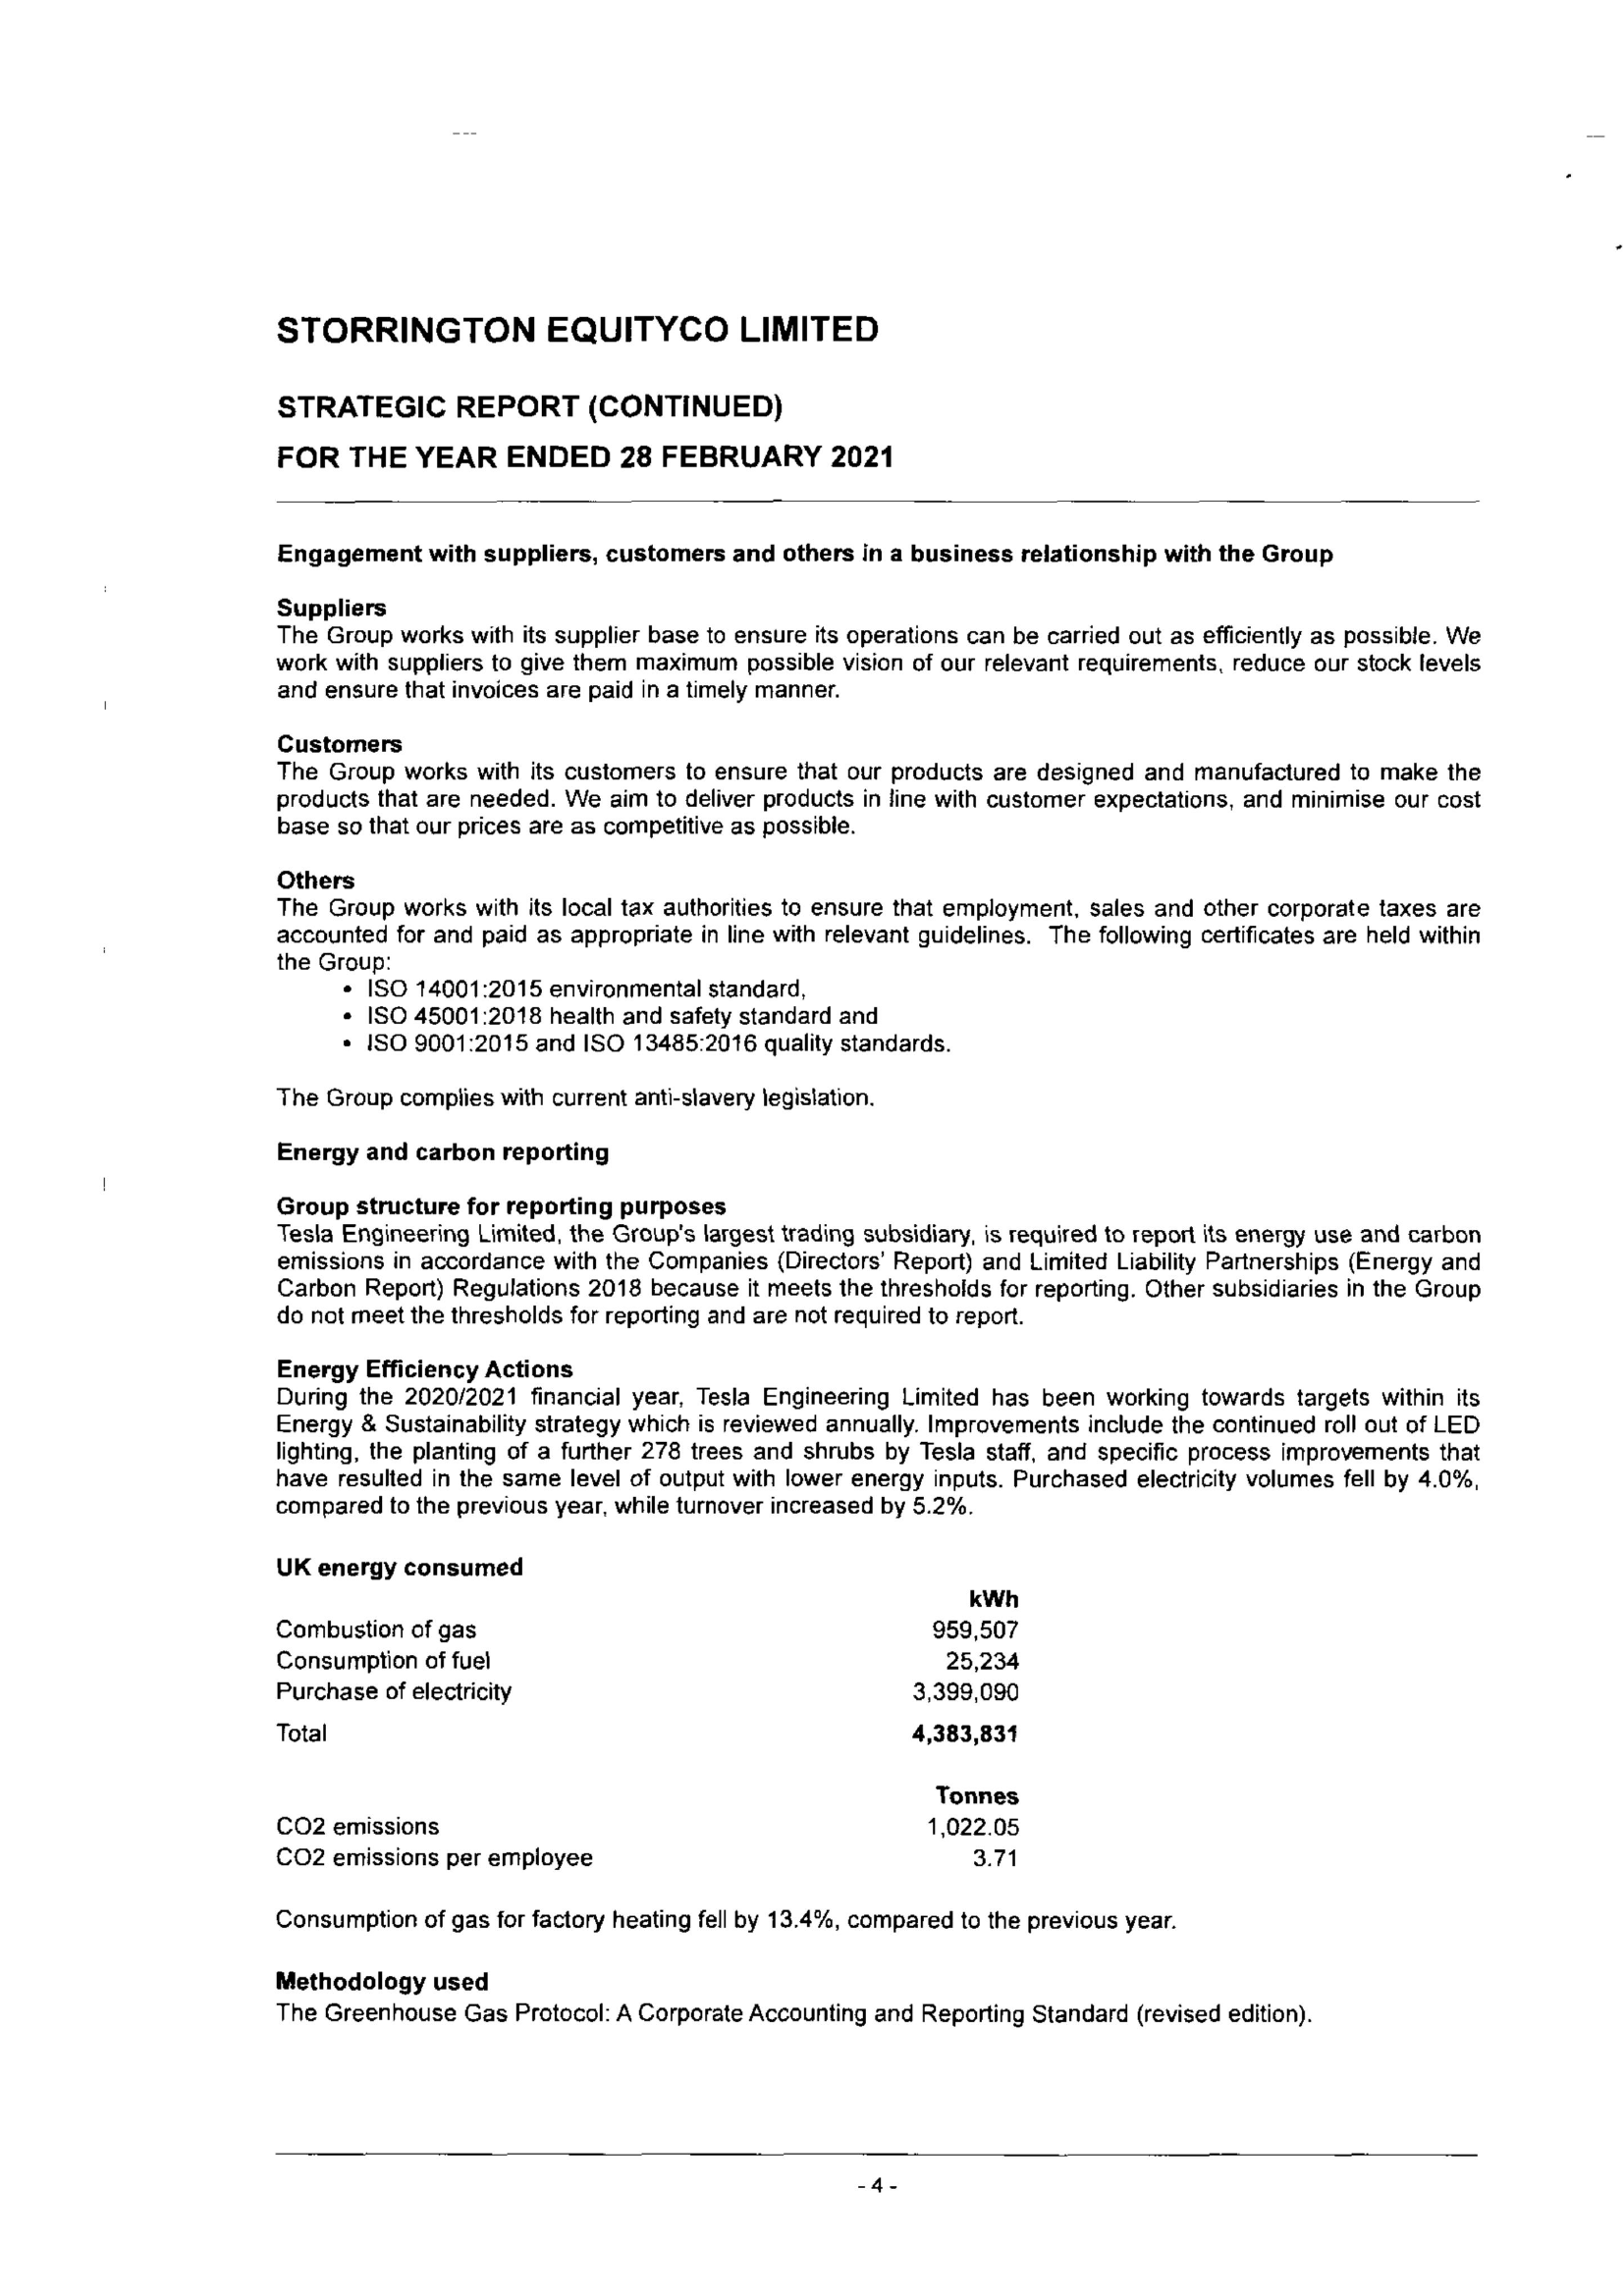 STORRINGTON EQUITYCO LIMITED
STRATEGIC REPORT (CONTINUED)
FOR THE YEAR ENDED 28 FEBRUARY 2021
Engagement with suppliers, customers and others in a business relationship with the Group
Suppliers
The Group works with its supplier base to ensure its operations can be carried out as efficiently as possible. We
work with suppliers to give them maximum possible vision of our relevant requirements, reduce our stock levels
and ensure that invoices are paid in a timely manner.
Customers
The Group works with its customers to ensure that our products are designed and manufactured to make the
products that are needed. We aim to deliver products in line with customer expectations, and minimise our cost
base so that our prices are as competitive as possible.
Others
The Group works with its local tax authorities to ensure that employment, sales and other corporate taxes are
accounted for and paid as appropriate in line with relevant guidelines. The following certificates are held within
the Group:
• ISO 14001:2015 environmental standard,
• ISO 45001:2018 health and safety standard and
• ISO 9001:2015 and ISO 13485:2016 quality standards.
The Group complies with current anti-slavery legislation.
Energy and carbon reporting
Group structure for reporting purposes
Tesla Engineering Limited, the Group's largest trading subsidiary, is required to report its energy use and carbon
emissions in accordance with the Companies (Directors' Report) and Limited Liability Partnerships (Energy and
Carbon Report) Regulations 2018 because it meets the thresholds for reporting. Other subsidiaries in the Group
do not meet the thresholds for reporting and are not required to report.
Energy Efficiency Actions
During the 2020/2021 financial year, Tesla Engineering Limited has been working towards targets within its
Energy & Sustainability strategy which is reviewed annually. Improvements include the continued roll out of LED
lighting, the planting of a further 278 trees and shrubs by Tesla staff, and specific process improvements that
have resulted in the same level of output with lower energy inputs. Purchased electricity volumes fell by 4.0%,
compared to the previous year, while turnover increased by 5.2%.
UK energy consumed
kWh
Combustion of gas 959,507
Consumption of fuel 25,234
Purchase of electricity 3,399,090
Total 4,383,831
Tonnes
CO2 emissions 1,022.05
CO2 emissions per employee 3.71
Consumption of gas for factory heating fell by 13.4%, compared to the previous year.
Methodology used
The Greenhouse Gas Protocol: A Corporate Accounting and Reporting Standard (revised edition).
- 4 -